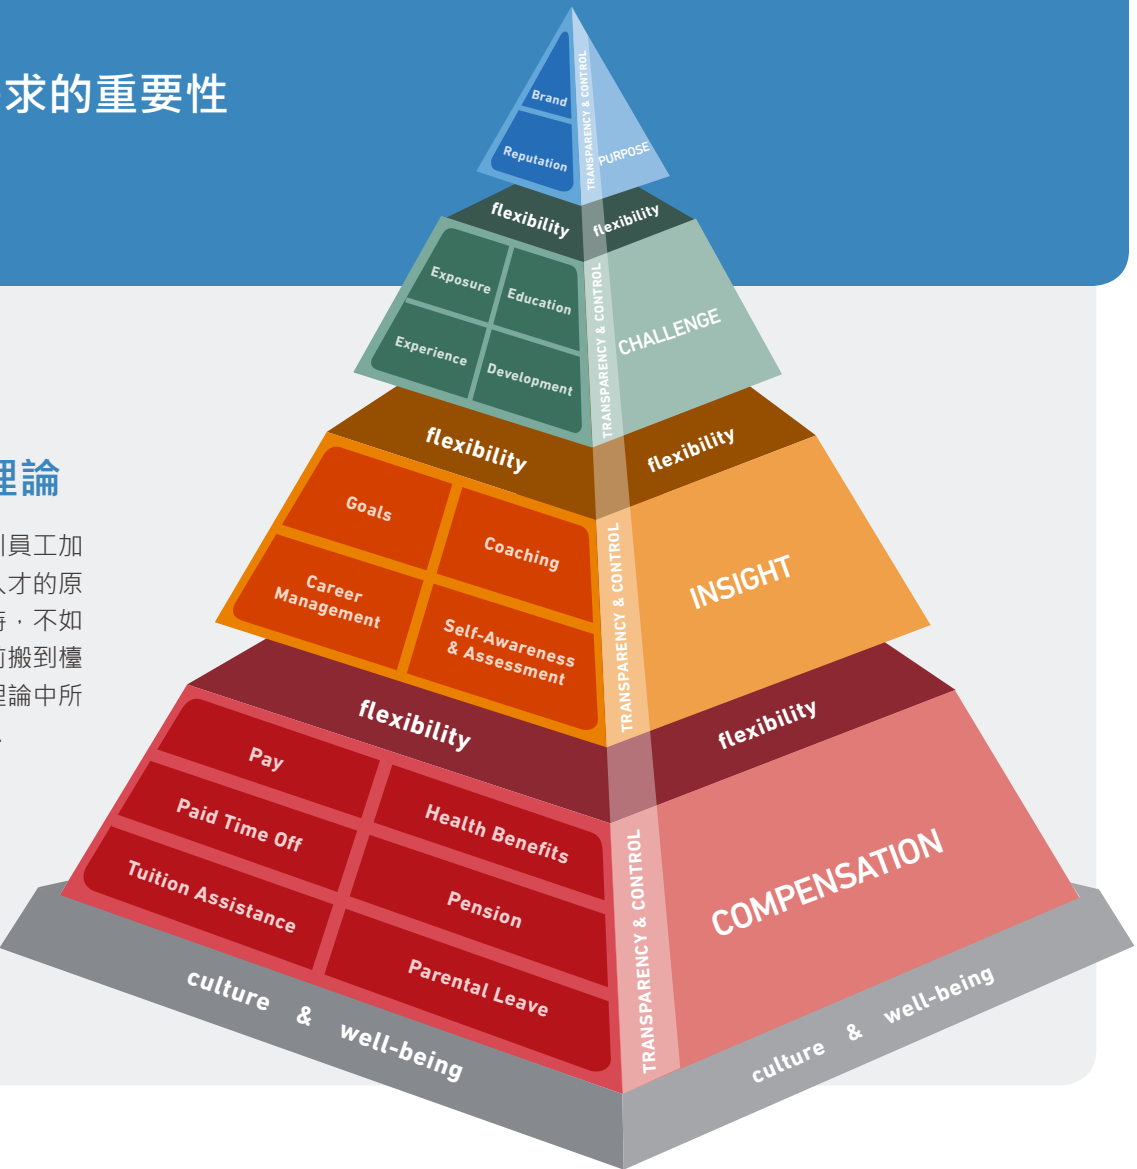 求的重要性
理論
員工加
人才的原
時，不如
前搬到檯
理論中所
Brand
Reputation
TRANSPARENCY & CONTROL
PURPOSE
flexibility
flexibility
Exposure
Education
Experience
Development
TRANSPARENCY & CONTROL
CHALLENGE
flexibility
flexibility
Goals
Coaching
Career
Management
Self-Awareness
& Assessment
TRANSPARENCY & CONTROL
INSIGHT
flexibility
flexibility
Pay
Health Benefits
Paid Time Off
Pension
Tuition Assistance
Parental Leave
TRANSPARENCY & CONTROL
COMPENSATION
culture & well-being
culture & well-being